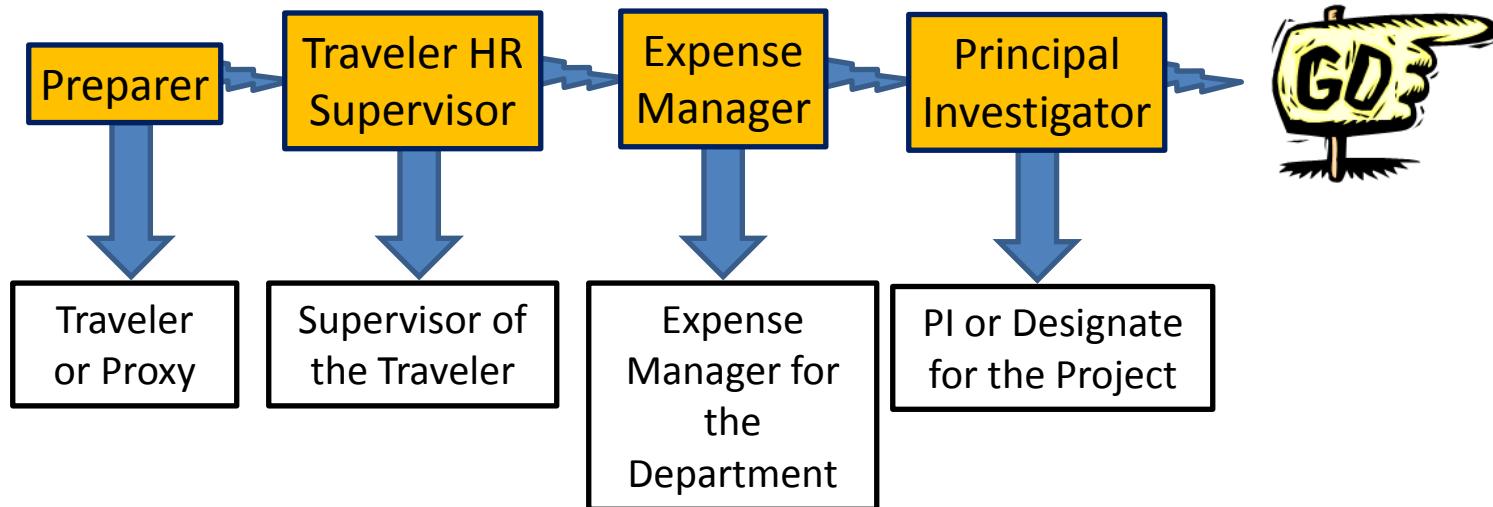 Preparer
Traveler HR
Supervisor
Expense
Manager
Principal
Investigator
GO
Traveler
or Proxy
Supervisor of
the Traveler
Expense
Manager for
the
Department
PI or Designate
for the Project